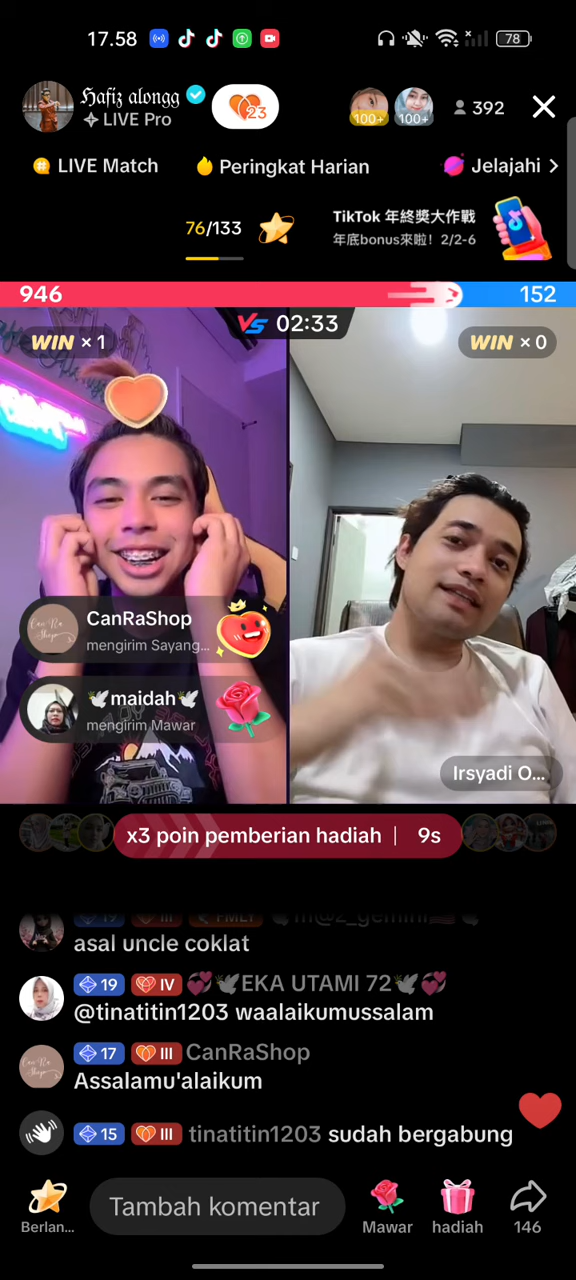 17.58
78
Hafiz alongg
LIVE Pro
23
100+
100+
392
LIVE Match
Peringkat Harian
Jelajahi
76/133
TikTok 年終獎大作戰
年底bonus來啦！2/2-6
946
152
VS 02:33
WIN × 1
WIN × 0
CanRaShop
mengirim Sayang...
maidah
mengirim Mawar
Irsyadi O...
x3 poin pemberian hadiah | 9s
19 III
asal uncle coklat
19 IV EKA UTAMI 72
@tinatitin1203 waalaikumussalam
17 III CanRaShop
Assalamu'alaikum
15 III tinatitin1203 sudah bergabung
Berlan...
Tambah komentar
Mawar
hadiah
146